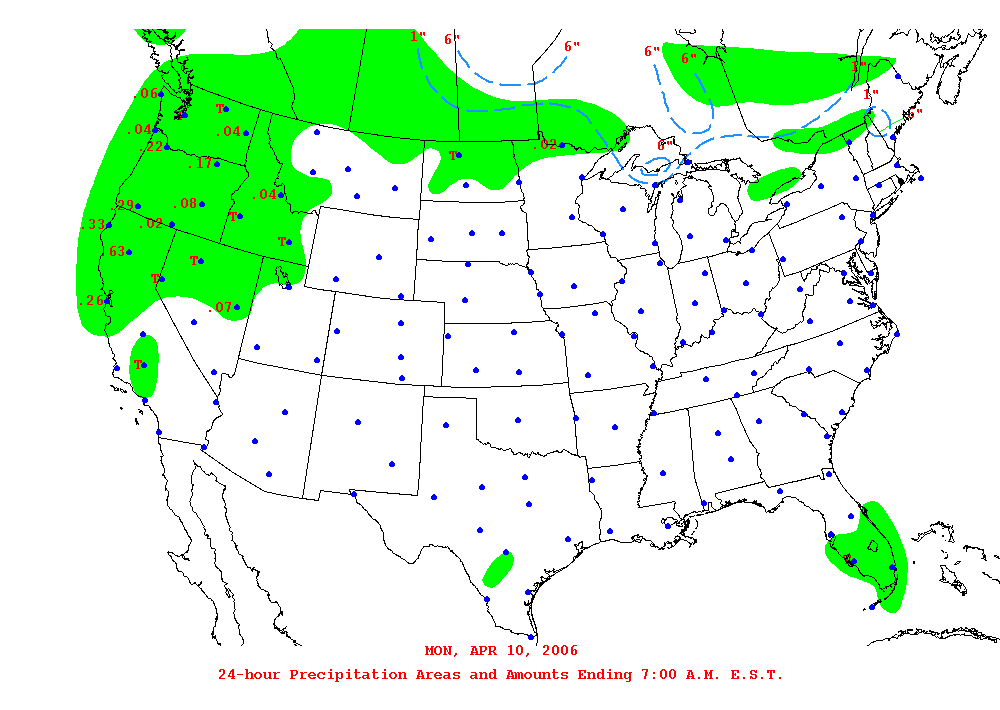 1"
6"
6"
6"
6"
1"
.06
1"
T
"
.04
.04
.22
.02
6"
T
.17
.04
.29
.08
T
.33
.02
T
63
T
T
.26
.07
T
MON, APR 10, 2006
24-hour Precipitation Areas and Amounts Ending 7:00 A.M. E.S.T.